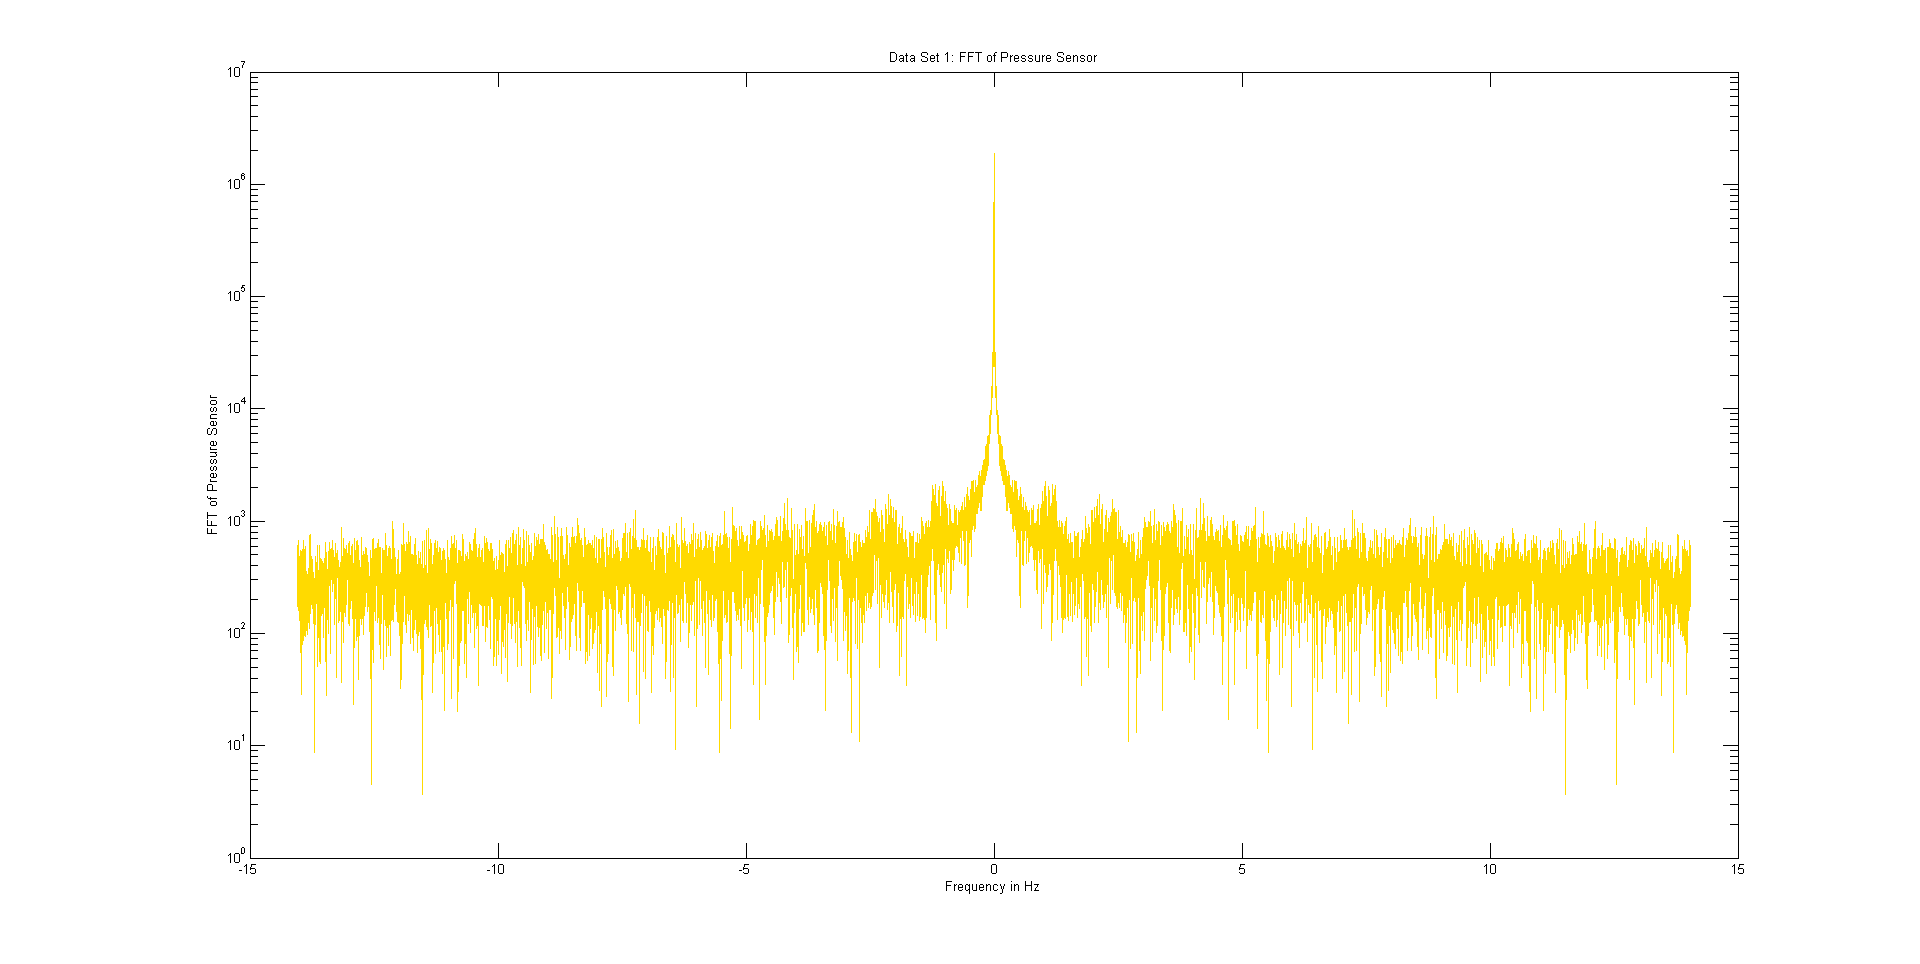 Data Set 1: FFT of Pressure Sensor
10^7
10^6
10^5
10^4
10^3
10^2
10^1
10^0
FFT of Pressure Sensor
-15 -10 -5 0 5 10 15
Frequency in Hz